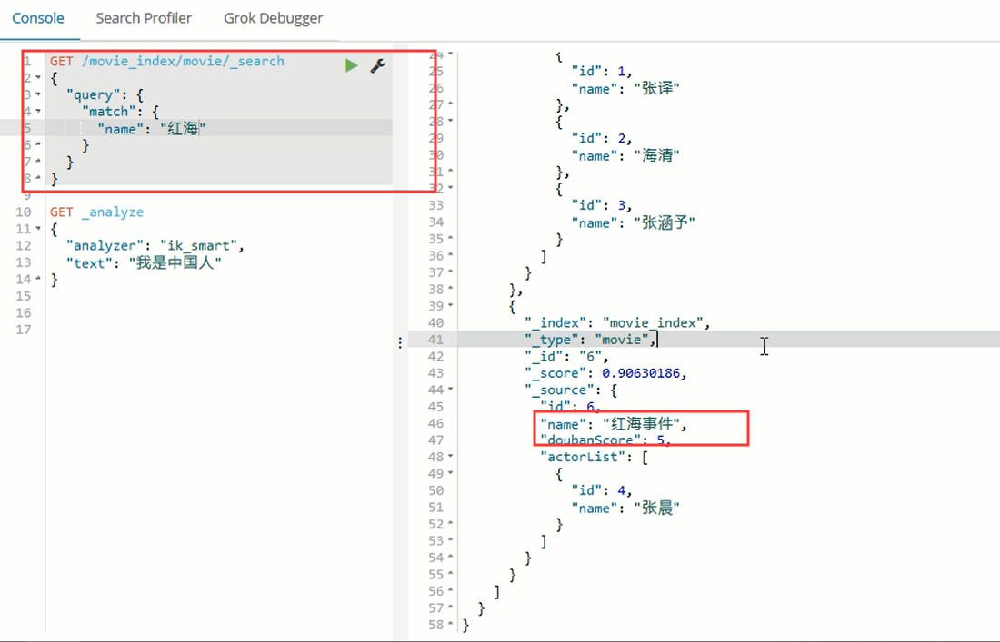 Console Search Profiler Grok Debugger
1 GET /movie_index/movie/_search
2 {
3 "query": {
4 "match": {
5 "name": "红海"
6 }
7 }
8 }
9
10 GET _analyze
11 {
12 "analyzer": "ik_smart",
13 "text": "我是中国人"
14 }
15
16
17
24 {
25 "id": 1,
26 "name": "张译"
27 },
28 {
29 "id": 2,
30 "name": "海清"
31 },
32 {
33 "id": 3,
34 "name": "张涵予"
35 }
36 ]
37 }
38 },
39 {
40 "_index": "movie_index",
41 "_type": "movie",
42 "_id": "6",
43 "_score": 0.90630186,
44 "_source": {
45 "id": 6,
46 "name": "红海事件",
47 "doubanScore": 5,
48 "actorList": [
49 {
50 "id": 4,
51 "name": "张晨"
52 }
53 ]
54 }
55 }
56 ]
57 }
58 }